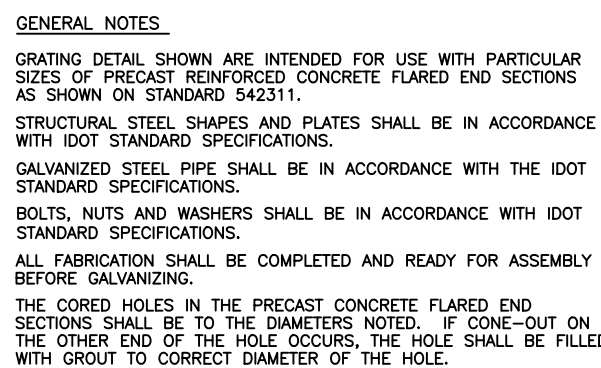 GENERAL NOTES
GRATING DETAIL SHOWN ARE INTENDED FOR USE WITH PARTICULAR
SIZES OF PRECAST REINFORCED CONCRETE FLARED END SECTIONS
AS SHOWN ON STANDARD 542311.
STRUCTURAL STEEL SHAPES AND PLATES SHALL BE IN ACCORDANCE
WITH IDOT STANDARD SPECIFICATIONS.
GALVANIZED STEEL PIPE SHALL BE IN ACCORDANCE WITH THE IDOT
STANDARD SPECIFICATIONS.
BOLTS, NUTS AND WASHERS SHALL BE IN ACCORDANCE WITH IDOT
STANDARD SPECIFICATIONS.
ALL FABRICATION SHALL BE COMPLETED AND READY FOR ASSEMBLY
BEFORE GALVANIZING.
THE CORED HOLES IN THE PRECAST CONCRETE FLARED END
SECTIONS SHALL BE TO THE DIAMETERS NOTED. IF CONE-OUT ON
THE OTHER END OF THE HOLE OCCURS, THE HOLE SHALL BE FILLED
WITH GROUT TO CORRECT DIAMETER OF THE HOLE.